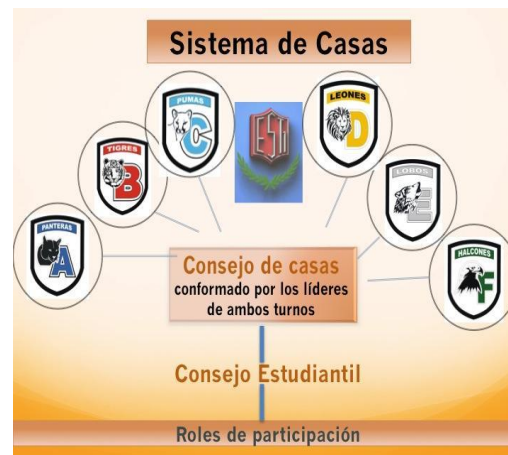 Sistema de Casas
PUMAS
C
LEONES
D
TIGRES
B
LOBOS
E
PANTERAS
A
HALCONES
F
Consejo de casas
conformado por los líderes
de ambos turnos
Consejo Estudiantil
Roles de participación